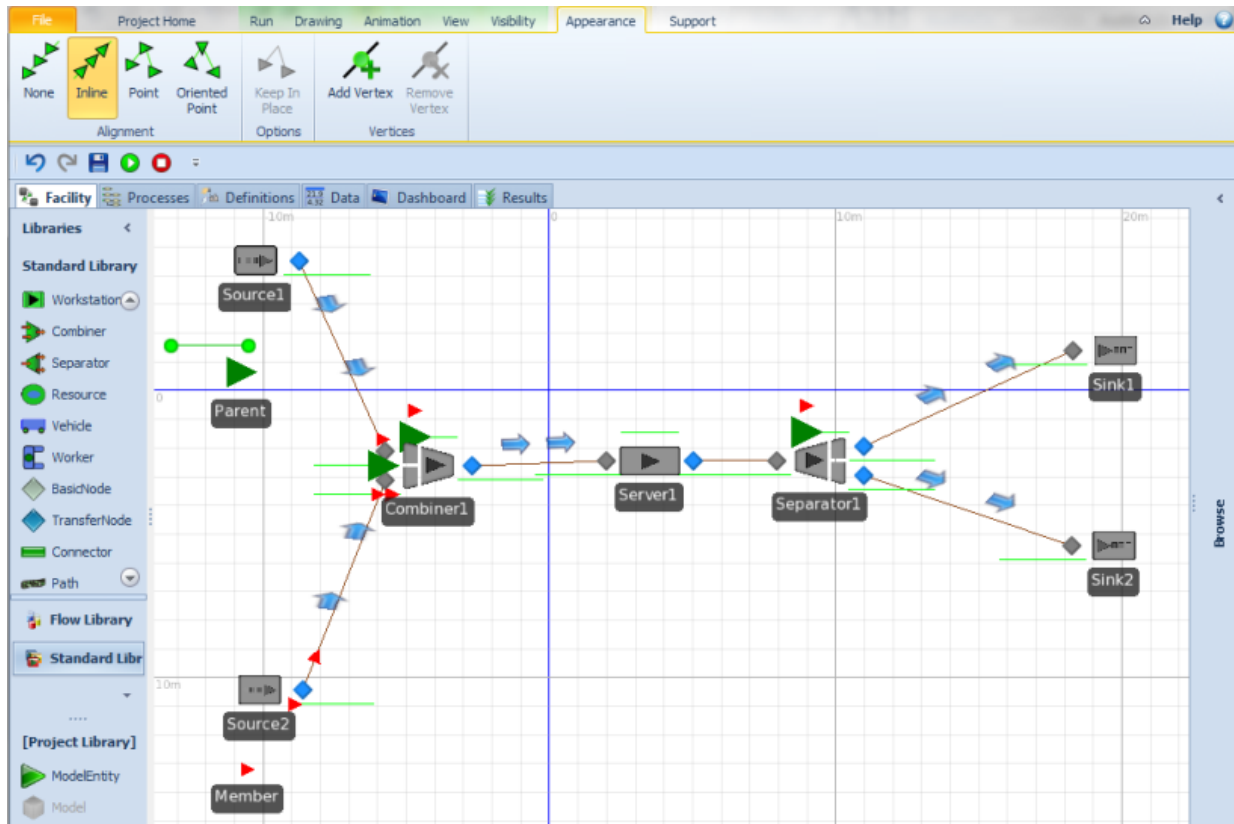 File Project Home Run Drawing Animation View Visibility Appearance Support Help
None Inline Point Oriented Point Keep In Place Add Vertex Remove Vertex
Alignment Options Vertices
Facility Processes Definitions Data Dashboard Results
Libraries
Standard Library
Workstation
Combiner
Separator
Resource
Vehicle
Worker
BasicNode
TransferNode
Connector
Path
Flow Library
Standard Libr
[Project Library]
ModelEntity
Model
10m 0 10m 20m
Source1
Parent
0
Sink1
Combiner1
Server1
Separator1
Sink2
10m
Source2
Member
Browse